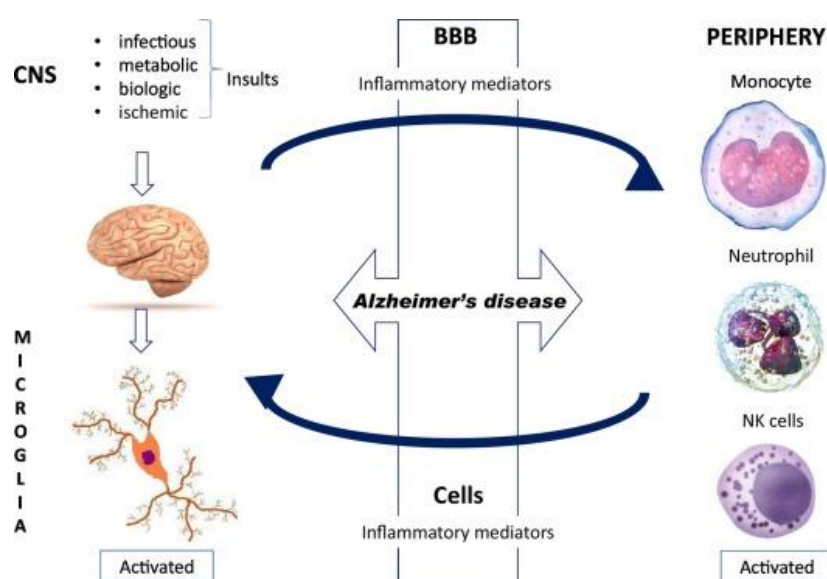 CNS
• infectious
• metabolic
• biologic
• ischemic
Insults
MICROGLIA
Activated
BBB
Inflammatory mediators
Alzheimer's disease
Cells
Inflammatory mediators
PERIPHERY
Monocyte
Neutrophil
NK cells
Activated